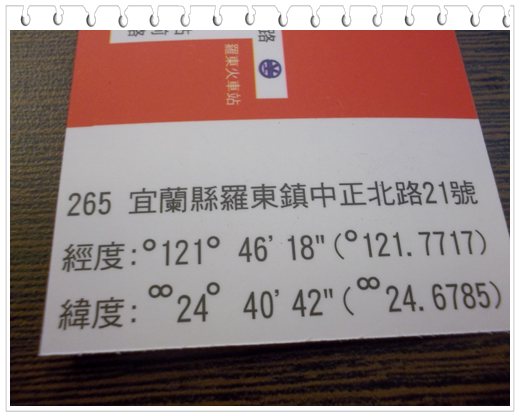 路
羅東火車站
265 宜蘭縣羅東鎮中正北路21號
經度:°121° 46' 18"(°121.7717)
緯度:°°24° 40' 42"(°°24.6785)